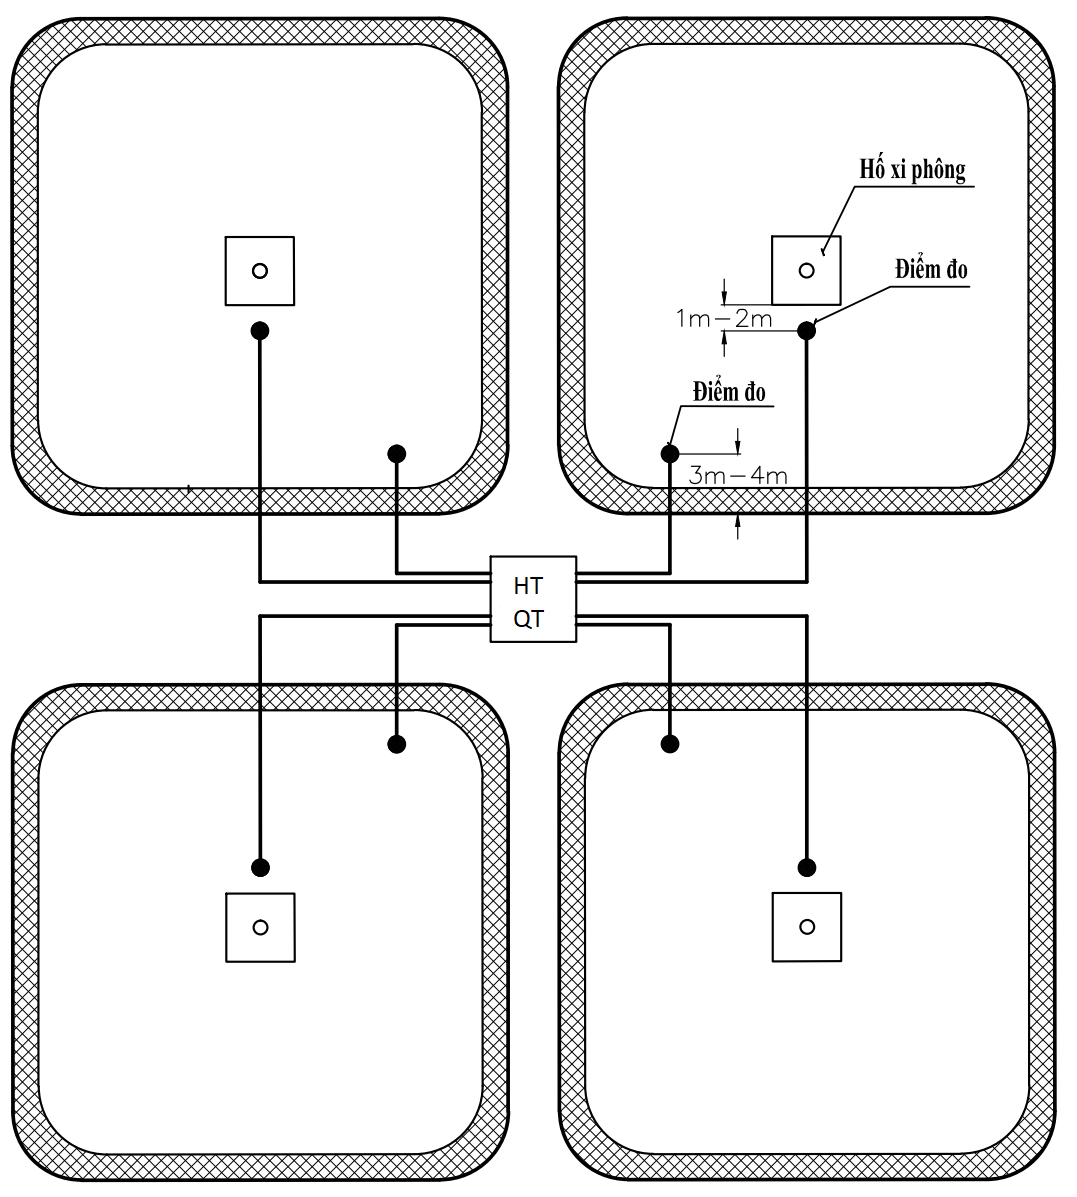 Hố xi phông
Điểm đo
1m-2m
Điểm đo
3m-4m
HT
QT